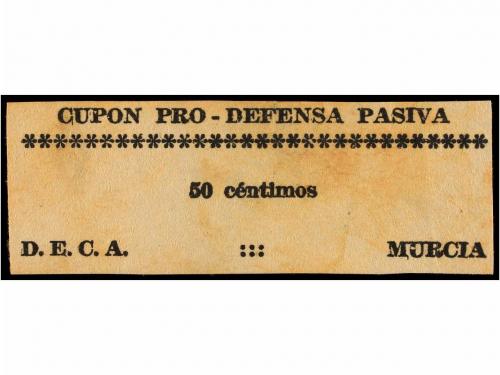 CUPON PRO - DEFENSA PASIVA
******************************
50 céntimos
D. E. C. A. ::: MURCIA